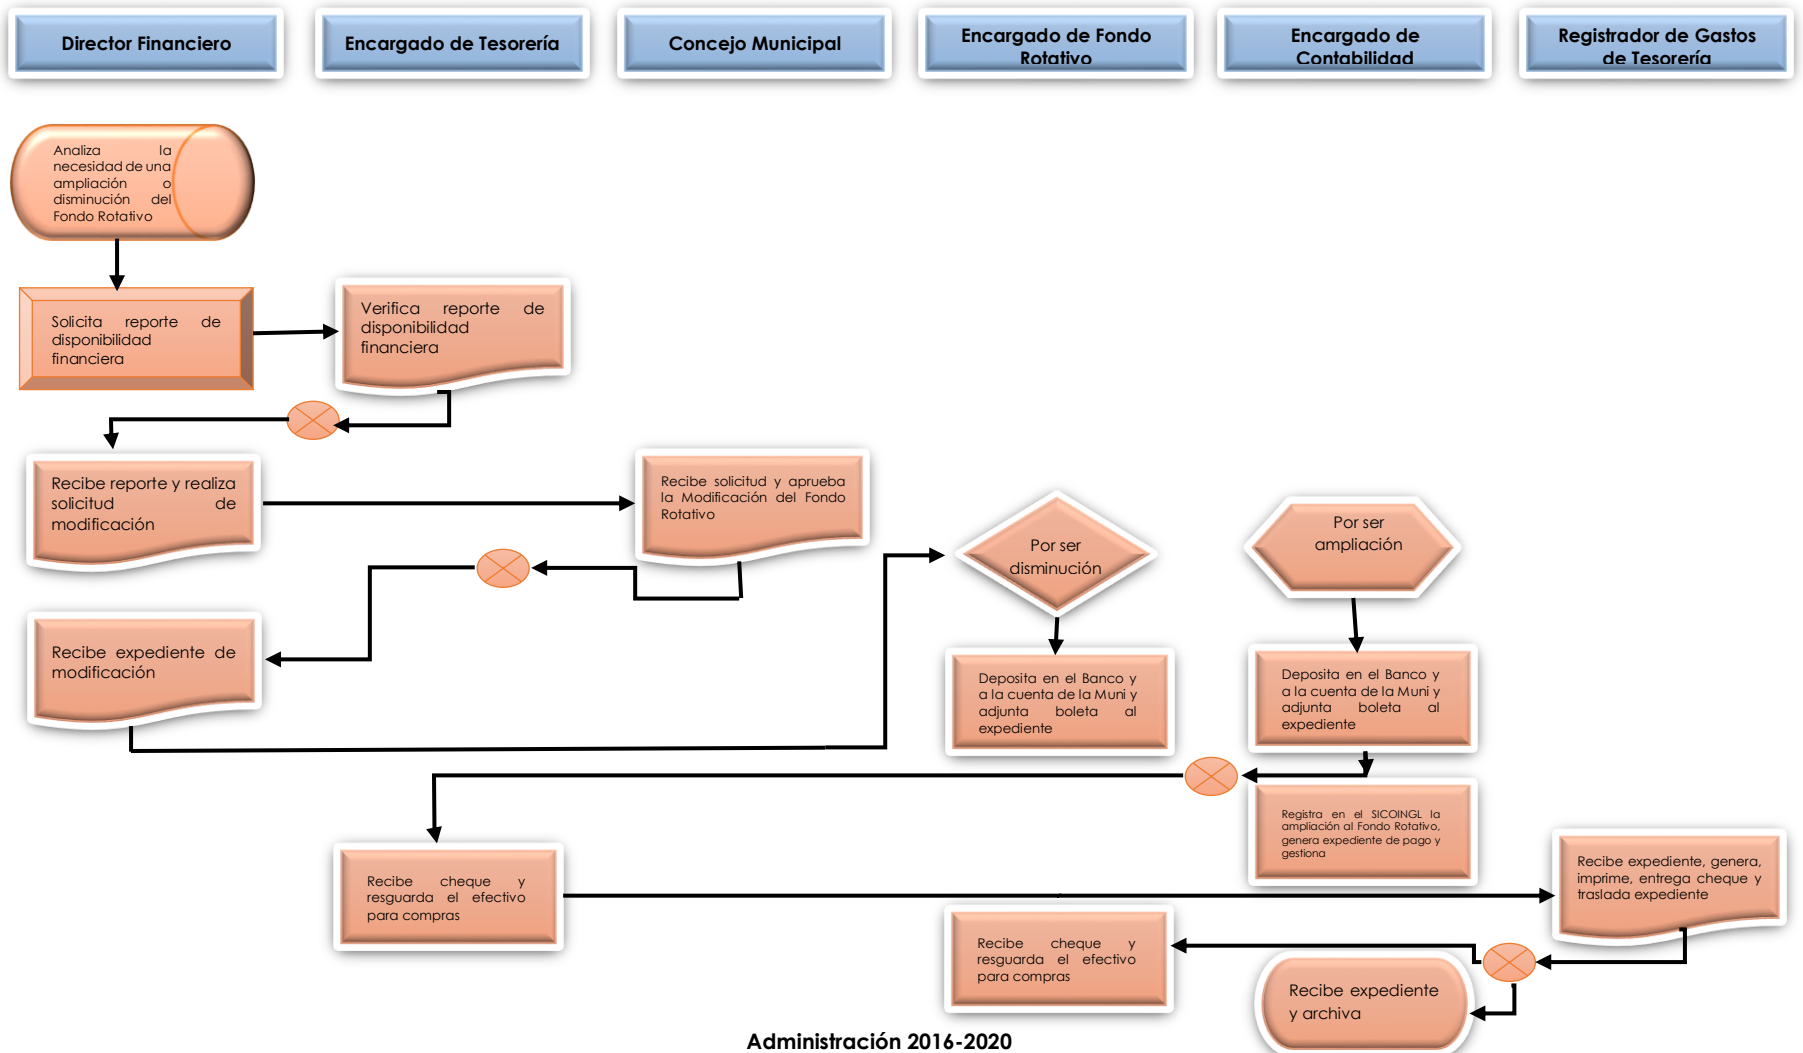 Director Financiero
Encargado de Tesorería
Concejo Municipal
Encargado de Fondo
Rotativo
Encargado de
Contabilidad
Registrador de Gastos
de Tesorería
Analiza la
necesidad de una
ampliación o
disminución del
Fondo Rotativo
Solicita reporte de
disponibilidad
financiera
Verifica reporte de
disponibilidad
financiera
Recibe reporte y realiza
solicitud de
modificación
Recibe solicitud y aprueba
la Modificación del Fondo
Rotativo
Por ser
disminución
Por ser
ampliación
Recibe expediente de
modificación
Deposita en el Banco y
a la cuenta de la Muni y
adjunta boleta al
expediente
Deposita en el Banco y
a la cuenta de la Muni y
adjunta boleta al
expediente
Registra en el SICOINGL la
ampliación al Fondo Rotativo,
genera expediente de pago y
gestiona
Recibe cheque y
resguarda el efectivo
para compras
Recibe expediente, genera,
imprime, entrega cheque y
traslada expediente
Recibe cheque y
resguarda el efectivo
para compras
Recibe expediente
y archiva
Administración 2016-2020